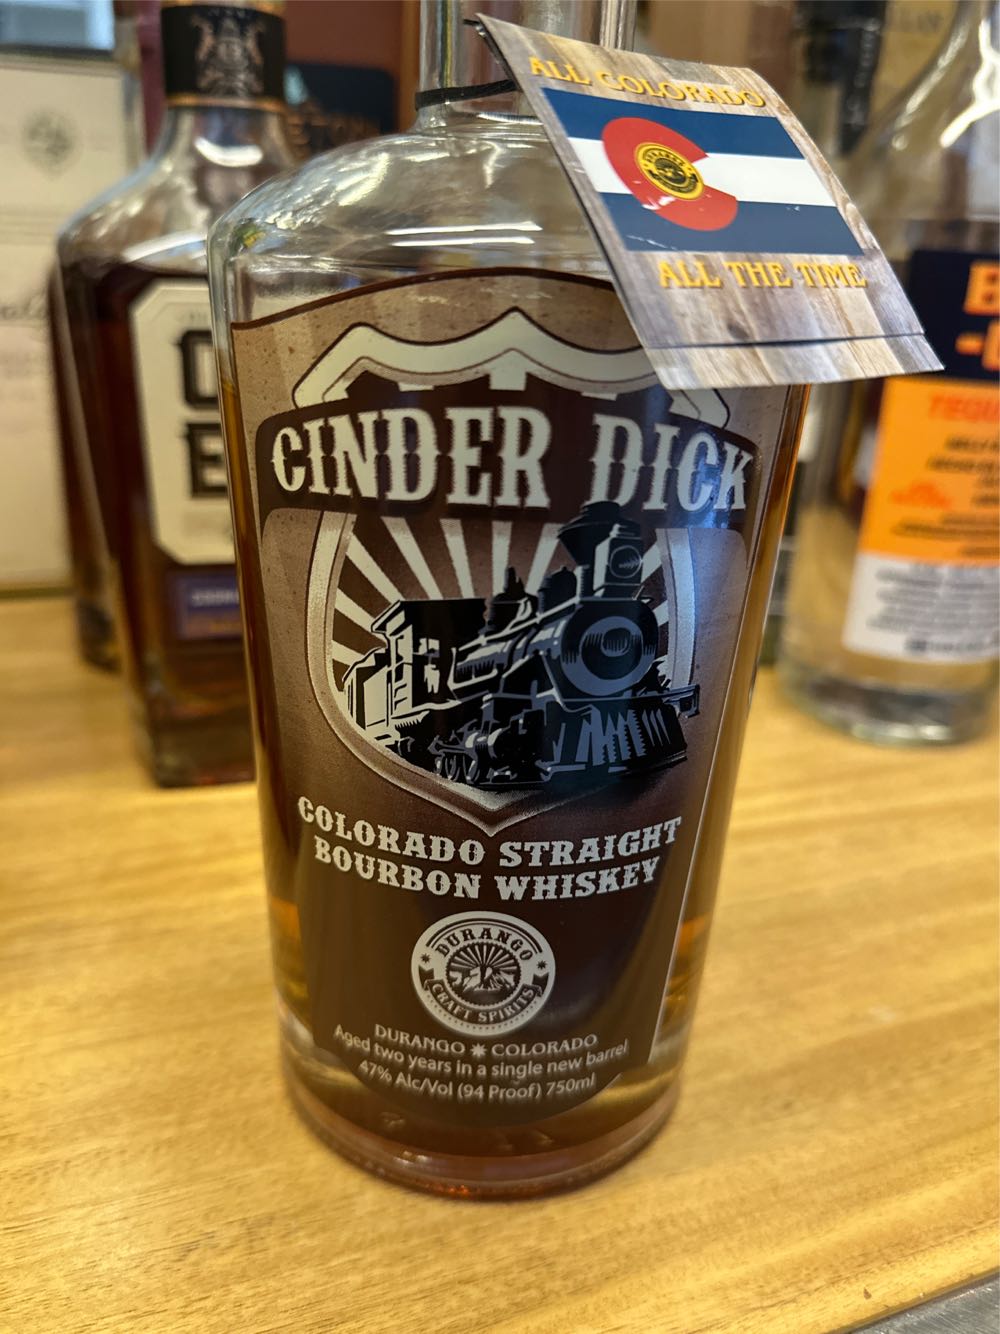 ALL COLORADO
ALL THE TIME
CINDER DICK
COLORADO STRAIGHT
BOURBON WHISKEY
DURANGO
CRAFT SPIRITS
DURANGO ✷ COLORADO
Aged two years in a single new barrel
47% Alc/Vol (94 Proof) 750ml